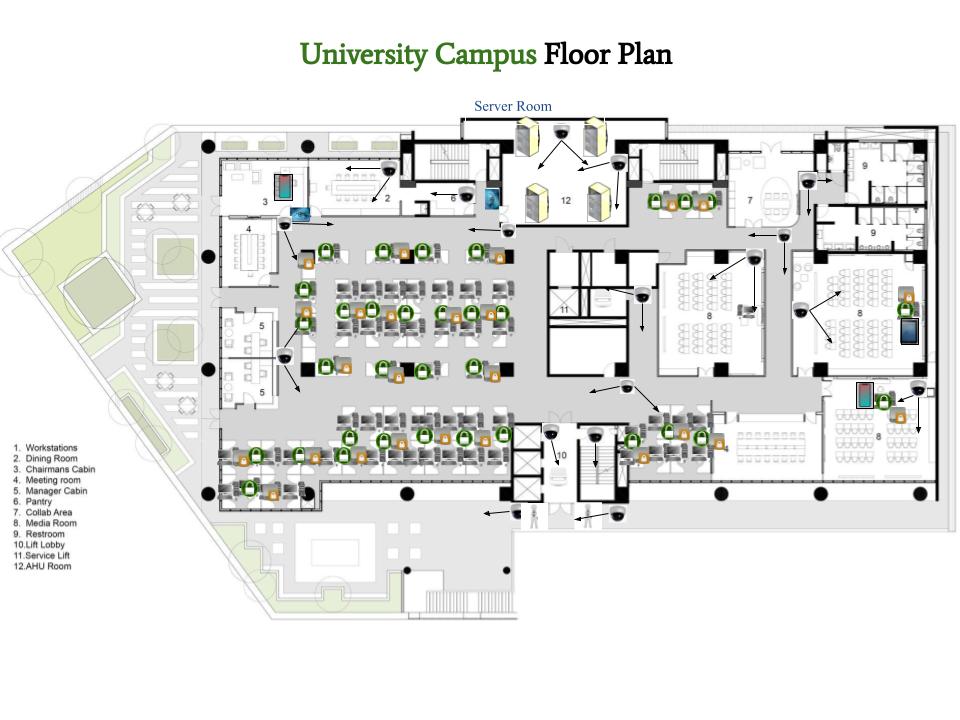 University Campus Floor Plan
Server Room
9
3
2
6
12
7
9
4
11
8
8
5
5
8
10
1. Workstations
2. Dining Room
3. Chairmans Cabin
4. Meeting room
5. Manager Cabin
6. Pantry
7. Collab Area
8. Media Room
9. Restroom
10.Lift Lobby
11.Service Lift
12.AHU Room